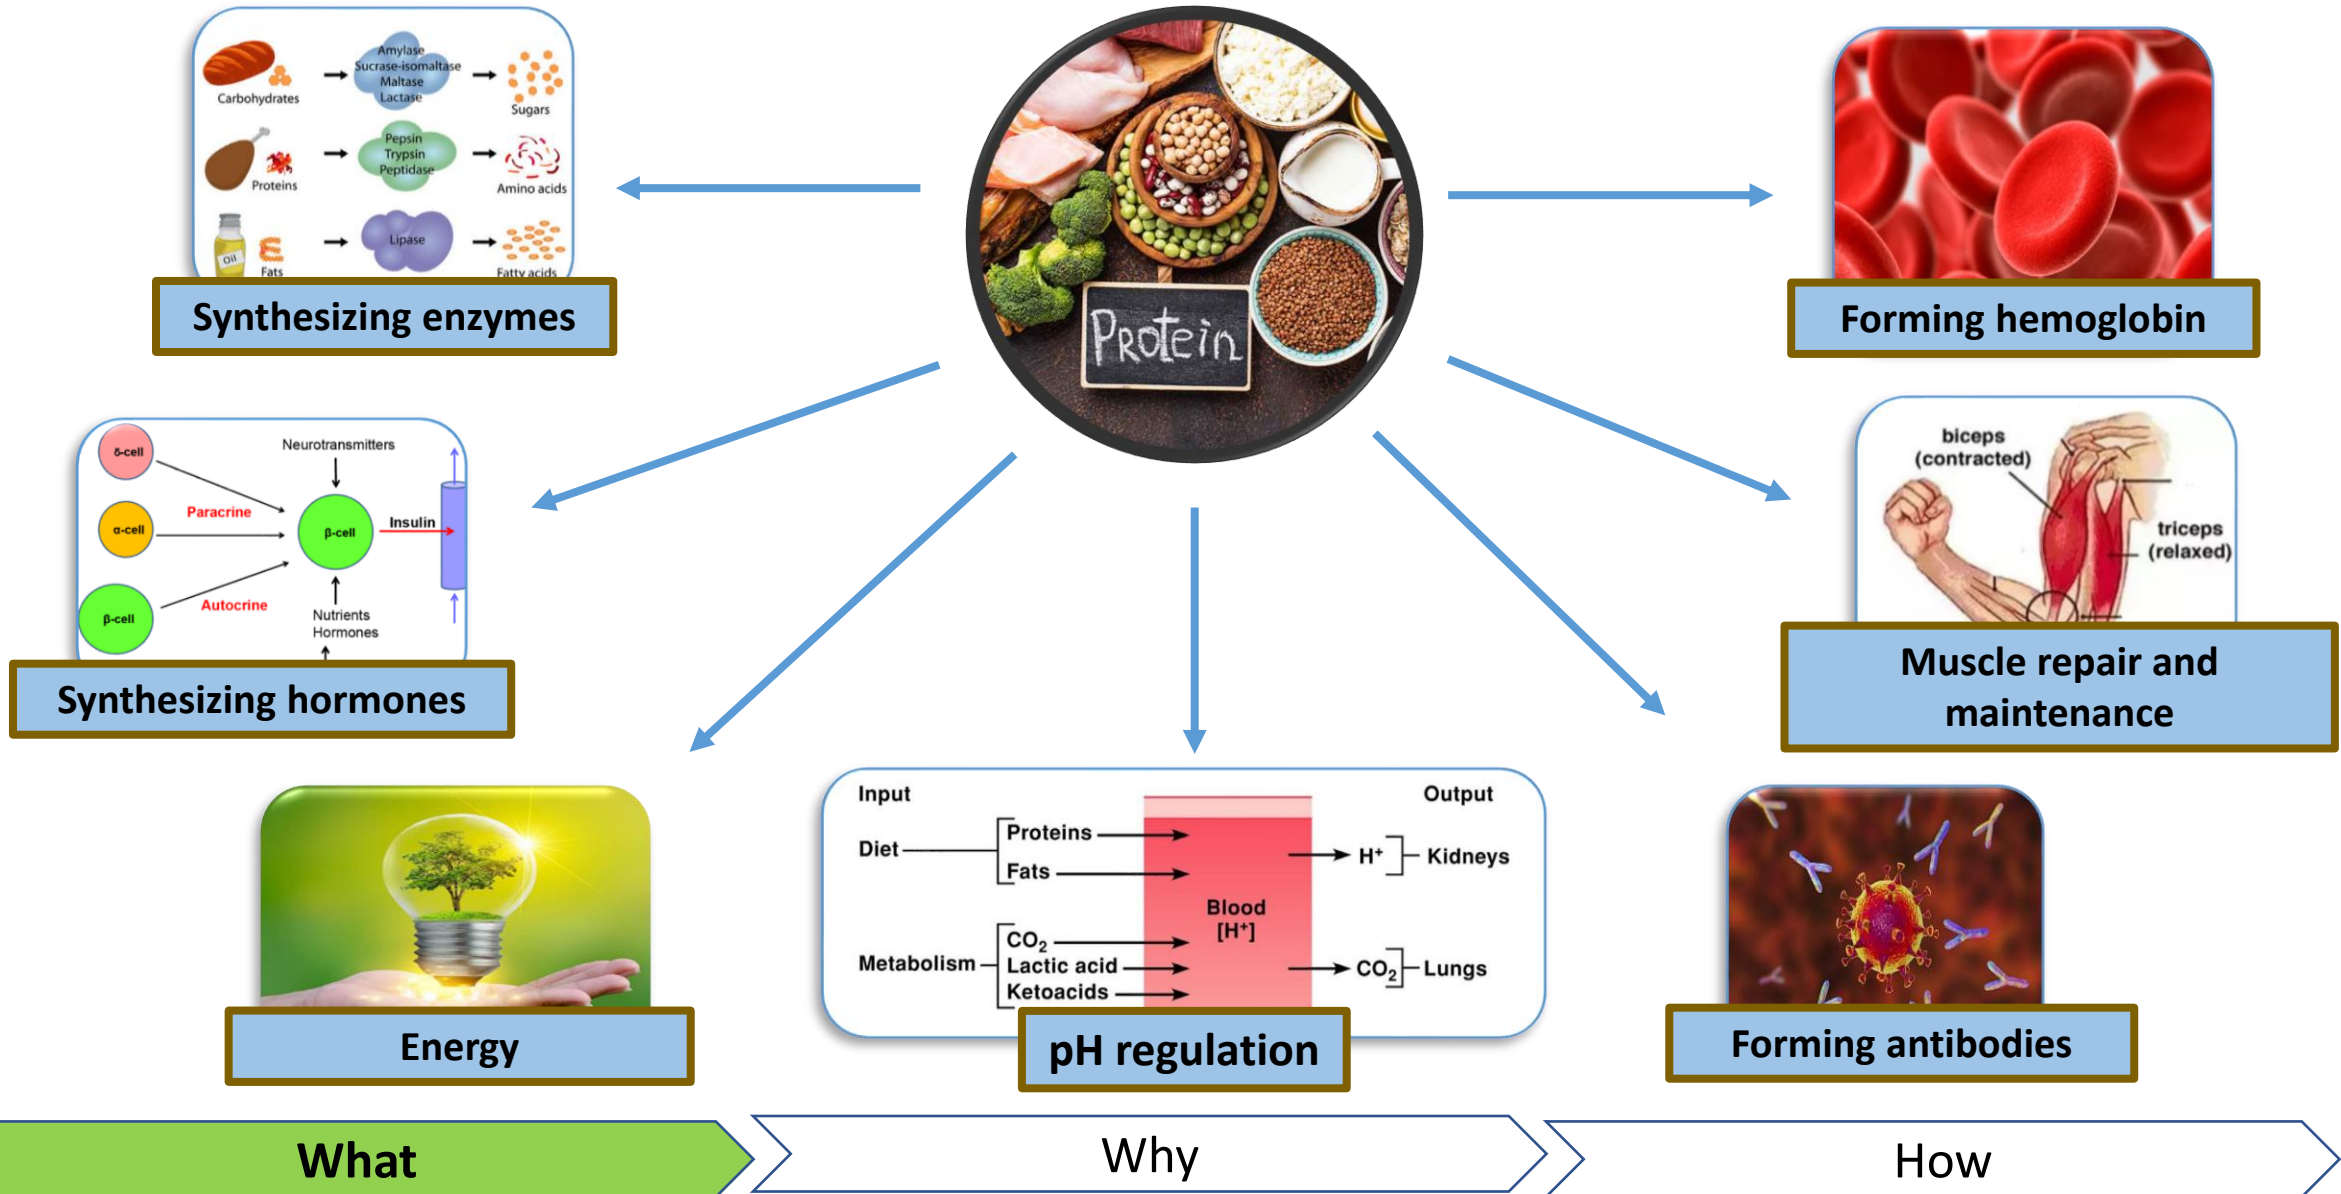 Carbohydrates
Amylase
Sucrase-isomaltase
Maltase
Lactase
Sugars
Proteins
Pepsin
Trypsin
Peptidase
Amino acids
Oil
Fats
Lipase
Fatty acids
Synthesizing enzymes
Protein
Forming hemoglobin
δ-cell
α-cell
β-cell
Paracrine
Autocrine
Neurotransmitters
β-cell
Insulin
Nutrients
Hormones
Synthesizing hormones
biceps
(contracted)
triceps
(relaxed)
Muscle repair and
maintenance
Energy
Input
Output
Diet
Proteins
Fats
Metabolism
CO₂
Lactic acid
Ketoacids
Blood
[H⁺]
H⁺
Kidneys
CO₂
Lungs
pH regulation
Forming antibodies
What
Why
How